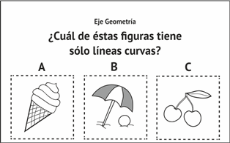 Eje Geometría
¿Cuál de éstas figuras tiene
sólo líneas curvas?
A B C